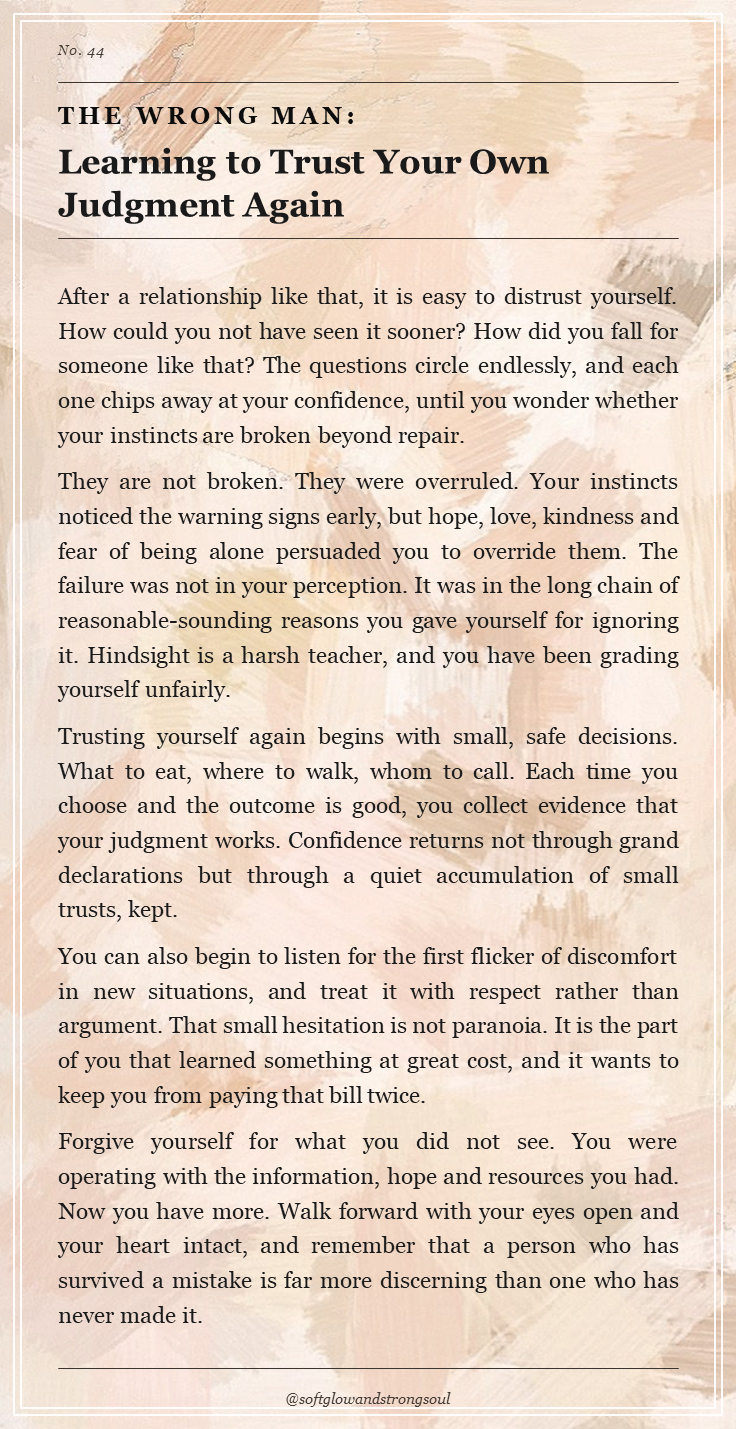 No. 44
THE WRONG MAN:
Learning to Trust Your Own
Judgment Again
After a relationship like that, it is easy to distrust yourself.
How could you not have seen it sooner? How did you fall for
someone like that? The questions circle endlessly, and each
one chips away at your confidence, until you wonder whether
your instincts are broken beyond repair.
They are not broken. They were overruled. Your instincts
noticed the warning signs early, but hope, love, kindness and
fear of being alone persuaded you to override them. The
failure was not in your perception. It was in the long chain of
reasonable-sounding reasons you gave yourself for ignoring
it. Hindsight is a harsh teacher, and you have been grading
yourself unfairly.
Trusting yourself again begins with small, safe decisions.
What to eat, where to walk, whom to call. Each time you
choose and the outcome is good, you collect evidence that
your judgment works. Confidence returns not through grand
declarations but through a quiet accumulation of small
trusts, kept.
You can also begin to listen for the first flicker of discomfort
in new situations, and treat it with respect rather than
argument. That small hesitation is not paranoia. It is the part
of you that learned something at great cost, and it wants to
keep you from paying that bill twice.
Forgive yourself for what you did not see. You were
operating with the information, hope and resources you had.
Now you have more. Walk forward with your eyes open and
your heart intact, and remember that a person who has
survived a mistake is far more discerning than one who has
never made it.
@softglowandstrongsoul